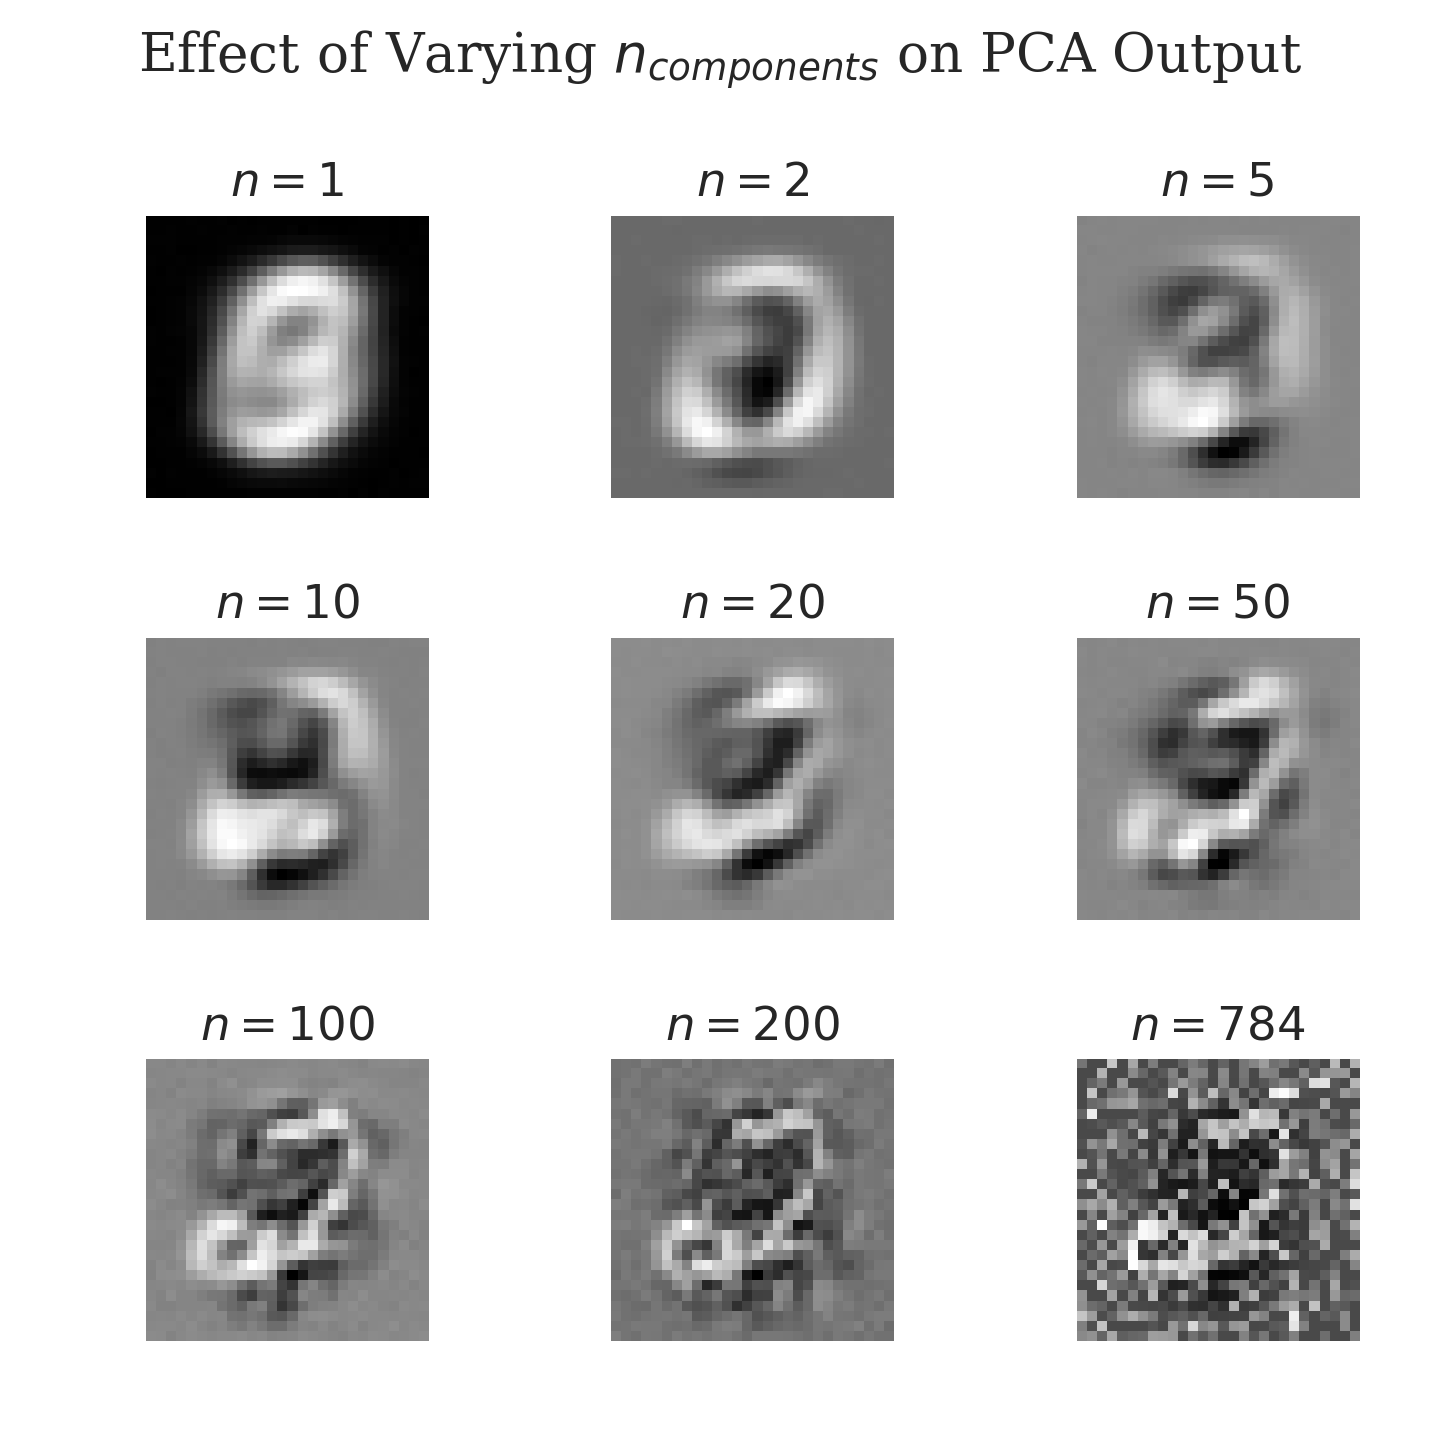 Effect of Varying n_components on PCA Output
n = 1
n = 2
n = 5
n = 10
n = 20
n = 50
n = 100
n = 200
n = 784